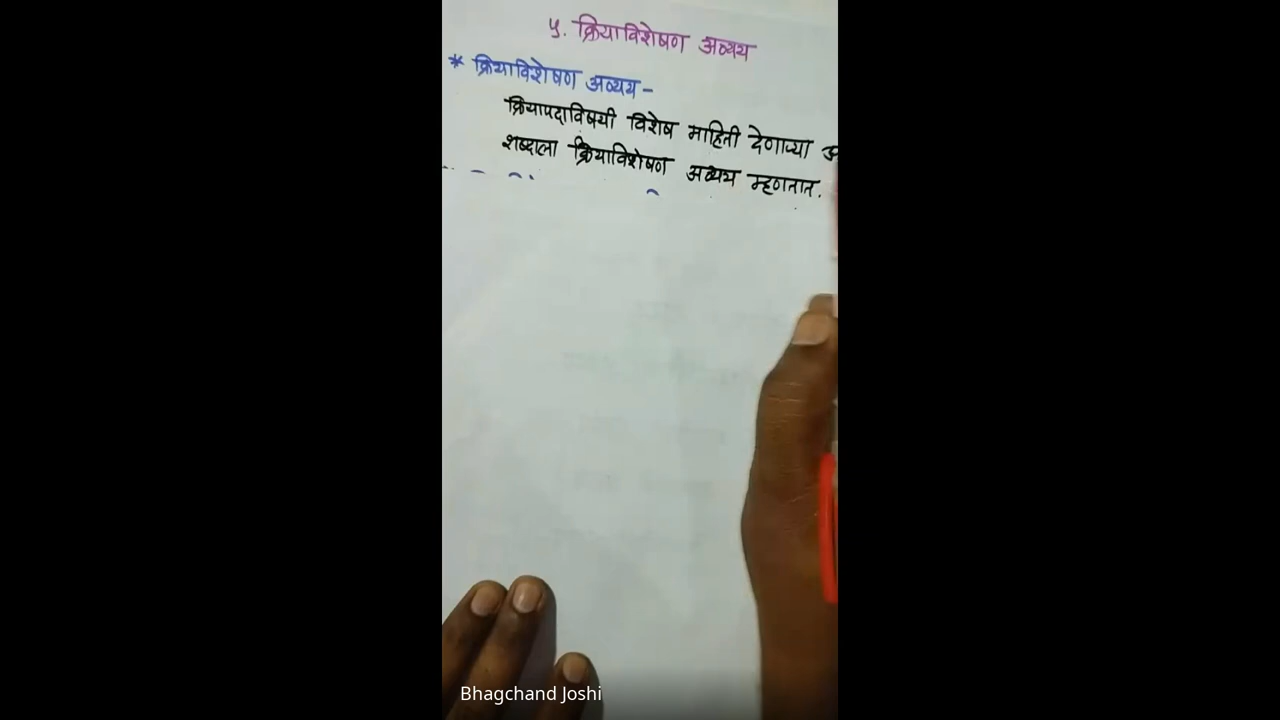 ५. क्रियाविशेषण अव्यय
* क्रियाविशेषण अव्यय-
क्रियापदाविषयी विशेष माहिती देणाऱ्या
शब्दाला क्रियाविशेषण अव्यय म्हणतात.
Bhagchand Joshi